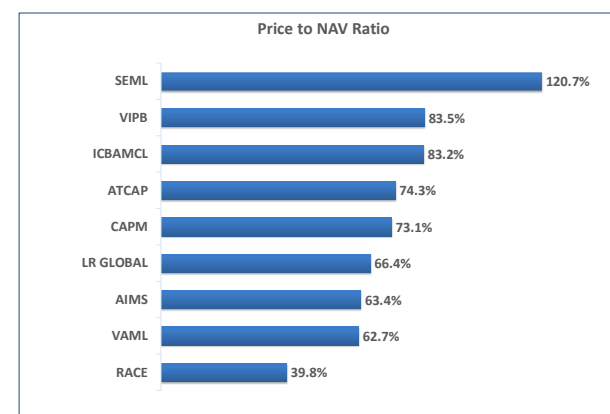 Price to NAV Ratio
SEML 120.7%
VIPB 83.5%
ICBAMCL 83.2%
ATCAP 74.3%
CAPM 73.1%
LR GLOBAL 66.4%
AIMS 63.4%
VAML 62.7%
RACE 39.8%